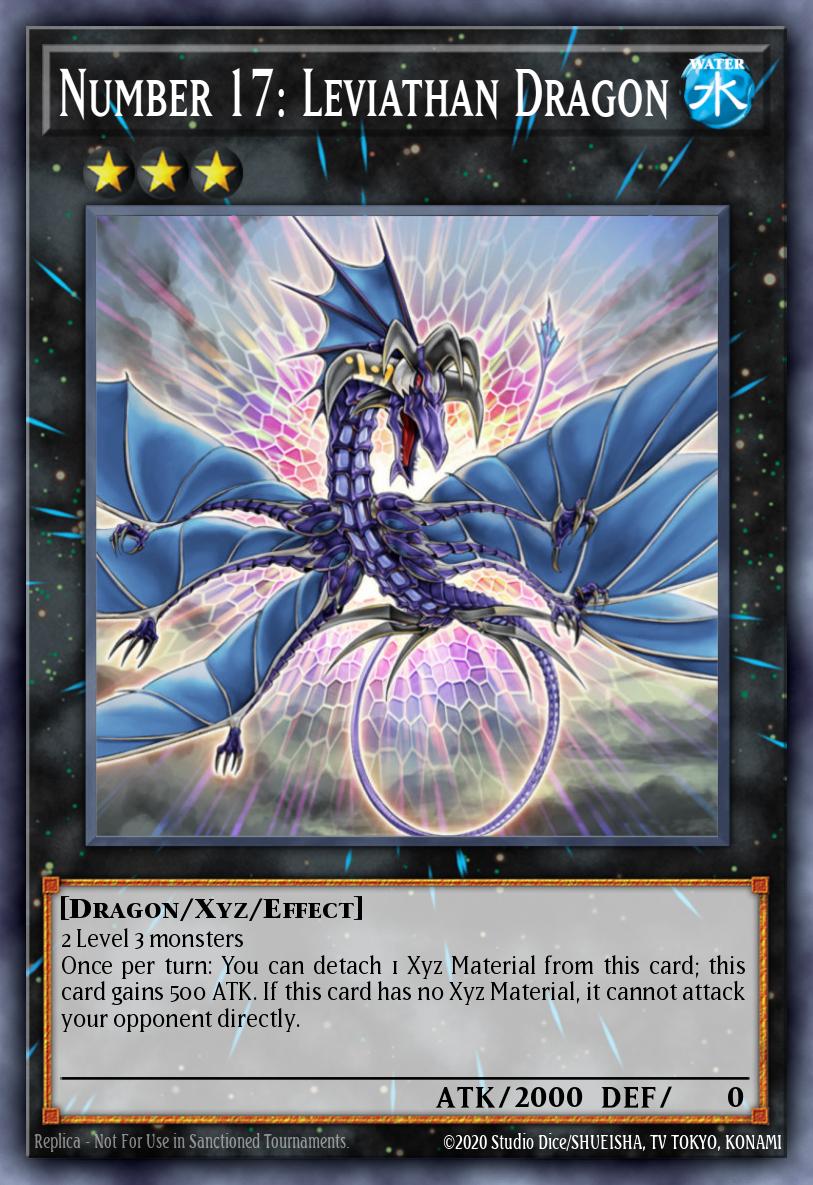 Number 17: Leviathan Dragon
WATER
水
[Dragon/Xyz/Effect]
2 Level 3 monsters
Once per turn: You can detach 1 Xyz Material from this card; this
card gains 500 ATK. If this card has no Xyz Material, it cannot attack
your opponent directly.
ATK/2000 DEF/ 0
Replica - Not For Use in Sanctioned Tournaments.
©2020 Studio Dice/SHUEISHA, TV TOKYO, KONAMI